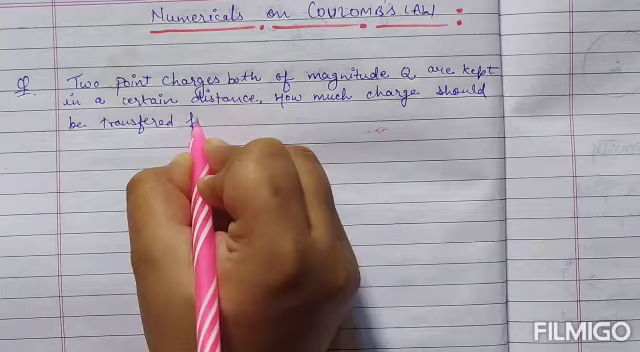 Numericals on COULOMB'S LAW :
Q. Two point charges both of magnitude Q are kept
in a certain distance. How much charge should
be transfered f
FILMIGO